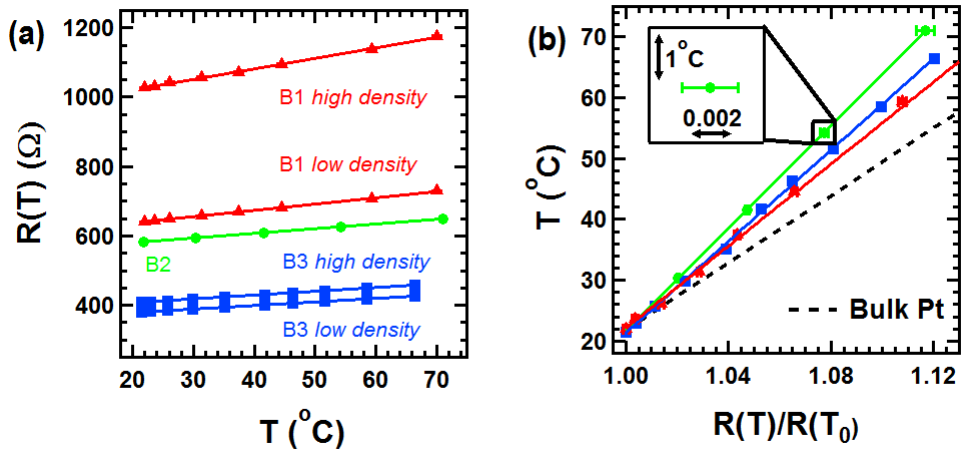 (a)
R(T) (Ω)
1200
1000
800
600
400
B1 high density
B1 low density
B2
B3 high density
B3 low density
20 30 40 50 60 70
T (°C)
(b)
T (°C)
70
60
50
40
30
20
1°C
0.002
Bulk Pt
1.00 1.04 1.08 1.12
R(T)/R(T₀)